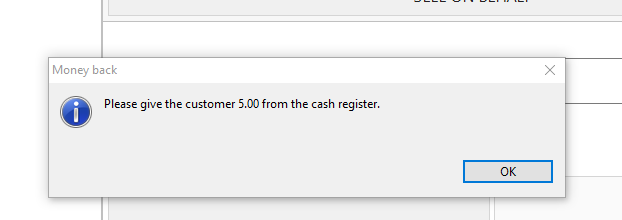 Money back
Please give the customer 5.00 from the cash register.
OK